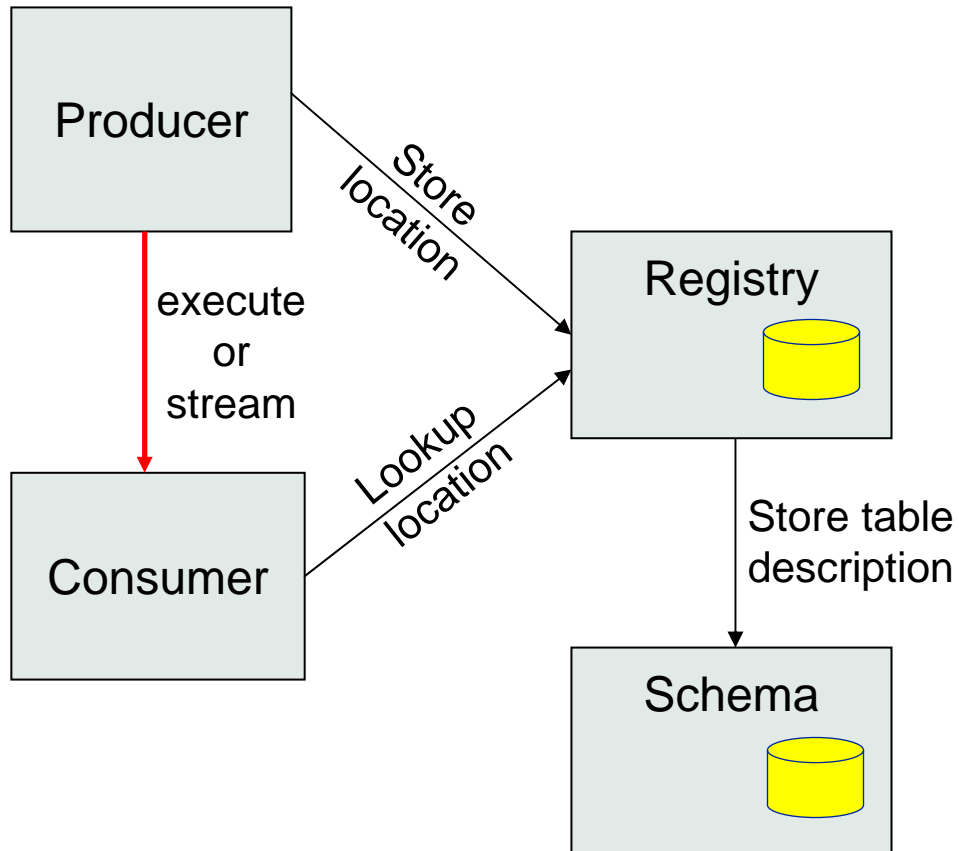 Producer
Store
location
Registry
execute
or
stream
Lookup
location
Consumer
Store table
description
Schema